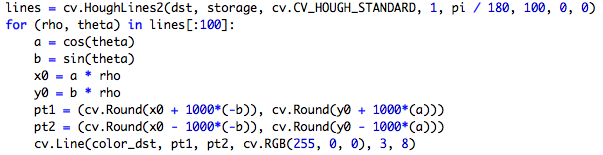 lines = cv.HoughLines2(dst, storage, cv.CV_HOUGH_STANDARD, 1, pi / 180, 100, 0, 0)
for (rho, theta) in lines[:100]:
    a = cos(theta)
    b = sin(theta)
    x0 = a * rho
    y0 = b * rho
    pt1 = (cv.Round(x0 + 1000*(-b)), cv.Round(y0 + 1000*(a)))
    pt2 = (cv.Round(x0 - 1000*(-b)), cv.Round(y0 - 1000*(a)))
    cv.Line(color_dst, pt1, pt2, cv.RGB(255, 0, 0), 3, 8)